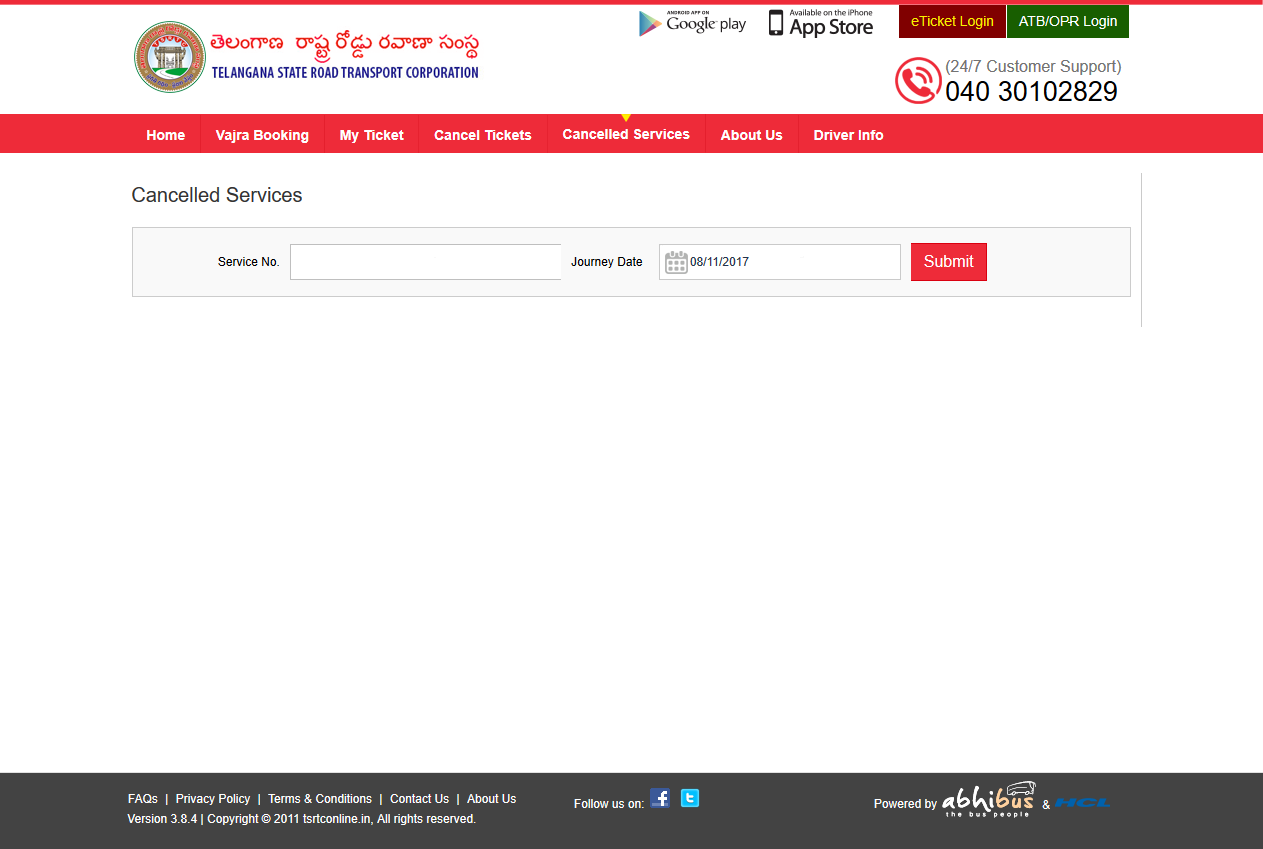 ANDROID APP ON
Google play
Available on the iPhone
App Store
eTicket Login
ATB/OPR Login
తెలంగాణ రాష్ట్ర రోడ్డు రవాణా సంస్థ
TELANGANA STATE ROAD TRANSPORT CORPORATION
(24/7 Customer Support)
040 30102829
Home
Vajra Booking
My Ticket
Cancel Tickets
Cancelled Services
About Us
Driver Info
Cancelled Services
Service No.
Journey Date
08/11/2017
Submit
FAQs | Privacy Policy | Terms & Conditions | Contact Us | About Us
Version 3.8.4 | Copyright © 2011 tsrtconline.in, All rights reserved.
Follow us on:
Powered by abhibus & HCL
the bus people